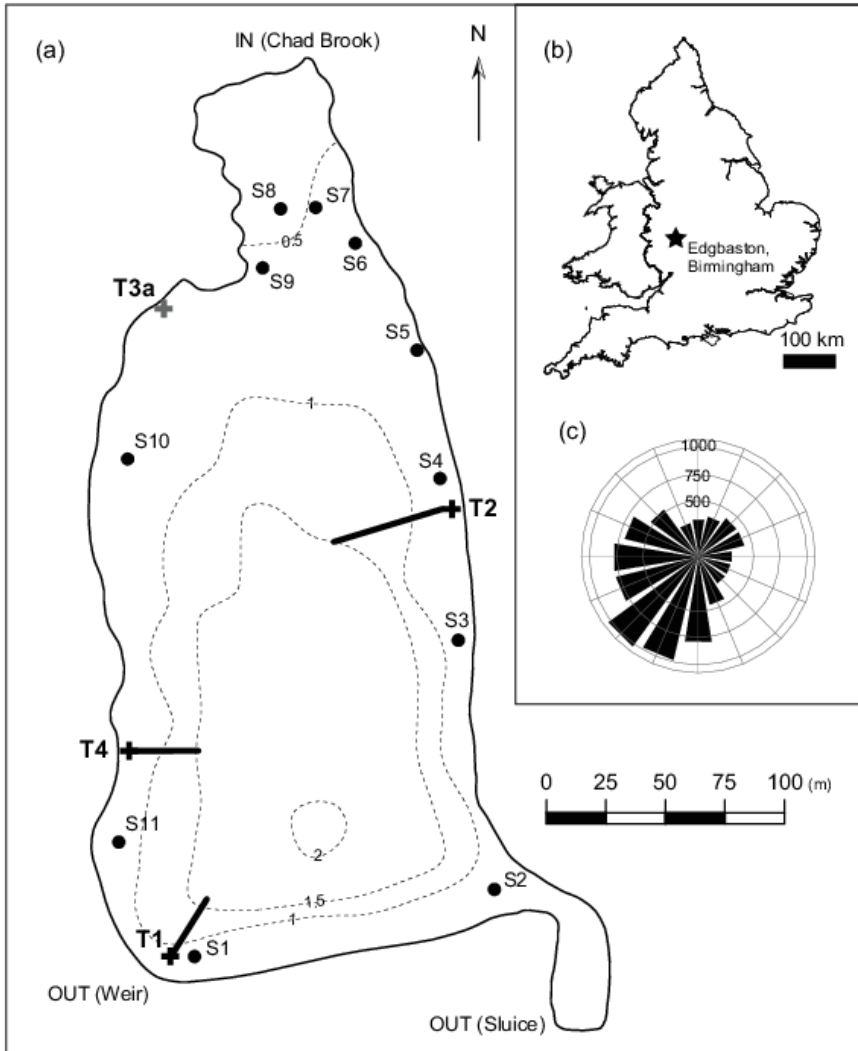 (a)
IN (Chad Brook)
N
S8
S7
0.5
S6
S9
T3a
S5
1
S10
S4
T2
S3
T4
S11
2
S2
1.5
1
T1
S1
OUT (Weir)
OUT (Sluice)
(b)
Edgbaston,
Birmingham
100 km
(c)
1000
750
500
0 25 50 75 100 (m)